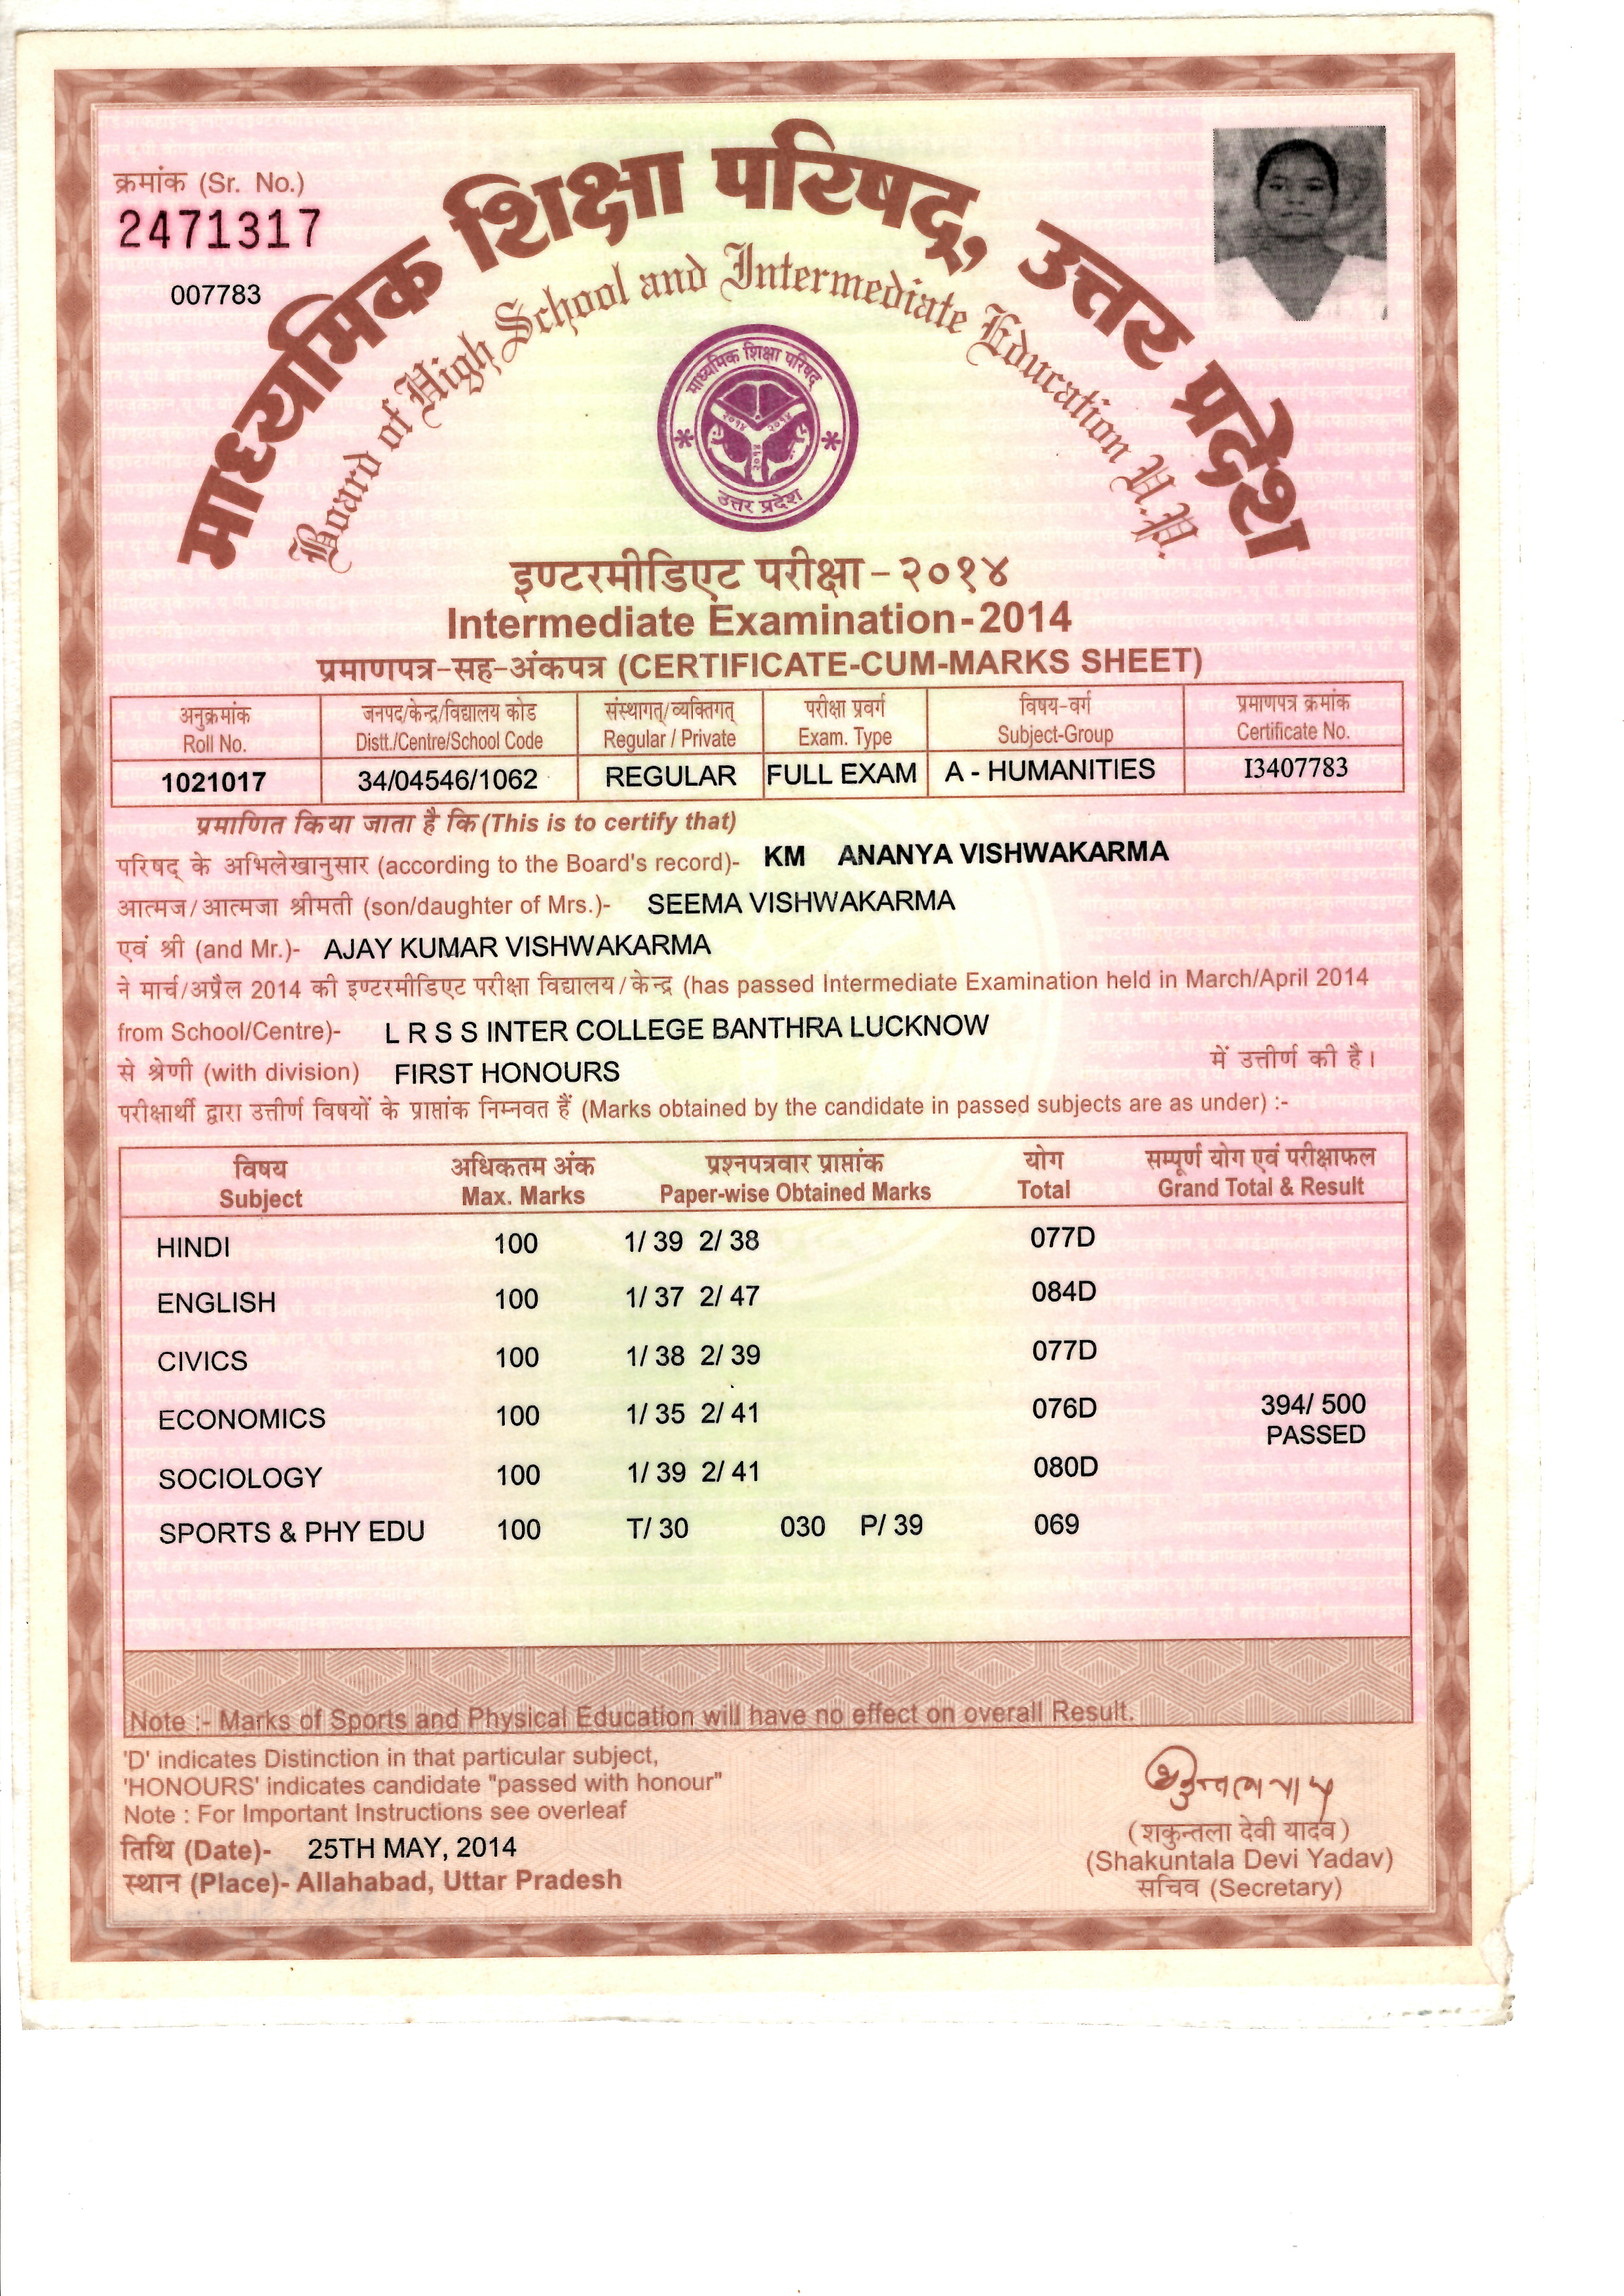 क्रमांक (Sr. No.)
2471317
007783
माध्यमिक शिक्षा परिषद्, उत्तर प्रदेश
Board of High School and Intermediate Education U.P.
माध्यमिक शिक्षा परिषद्
उत्तर प्रदेश
इण्टरमीडिएट परीक्षा - २०१४
Intermediate Examination - 2014
प्रमाणपत्र-सह-अंकपत्र (CERTIFICATE-CUM-MARKS SHEET)
अनुक्रमांक जनपद/केन्द्र/विद्यालय कोड संस्थागत/व्यक्तिगत् परीक्षा प्रवर्ग विषय-वर्ग प्रमाणपत्र क्रमांक
Roll No. Distt./Centre/School Code Regular / Private Exam. Type Subject-Group Certificate No.
1021017 34/04546/1062 REGULAR FULL EXAM A - HUMANITIES I3407783
प्रमाणित किया जाता है कि (This is to certify that)
परिषद् के अभिलेखानुसार (according to the Board's record)- KM ANANYA VISHWAKARMA
आत्मज/आत्मजा श्रीमती (son/daughter of Mrs.)- SEEMA VISHWAKARMA
एवं श्री (and Mr.)- AJAY KUMAR VISHWAKARMA
ने मार्च/अप्रैल 2014 की इण्टरमीडिएट परीक्षा विद्यालय/केन्द्र (has passed Intermediate Examination held in March/April 2014
from School/Centre)- L R S S INTER COLLEGE BANTHRA LUCKNOW
से श्रेणी (with division) FIRST HONOURS में उत्तीर्ण की है।
परीक्षार्थी द्वारा उत्तीर्ण विषयों के प्राप्तांक निम्नवत हैं (Marks obtained by the candidate in passed subjects are as under) :-
विषय अधिकतम अंक प्रश्नपत्रवार प्राप्तांक योग सम्पूर्ण योग एवं परीक्षाफल
Subject Max. Marks Paper-wise Obtained Marks Total Grand Total & Result
HINDI 100 1/ 39 2/ 38 077D
ENGLISH 100 1/ 37 2/ 47 084D
CIVICS 100 1/ 38 2/ 39 077D
ECONOMICS 100 1/ 35 2/ 41 076D 394/ 500
PASSED
SOCIOLOGY 100 1/ 39 2/ 41 080D
SPORTS & PHY EDU 100 T/ 30 030 P/ 39 069
Note :- Marks of Sports and Physical Education will have no effect on overall Result.
'D' indicates Distinction in that particular subject,
'HONOURS' indicates candidate "passed with honour"
Note : For Important Instructions see overleaf
तिथि (Date)- 25TH MAY, 2014
स्थान (Place)- Allahabad, Uttar Pradesh
(शकुन्तला देवी यादव)
(Shakuntala Devi Yadav)
सचिव (Secretary)